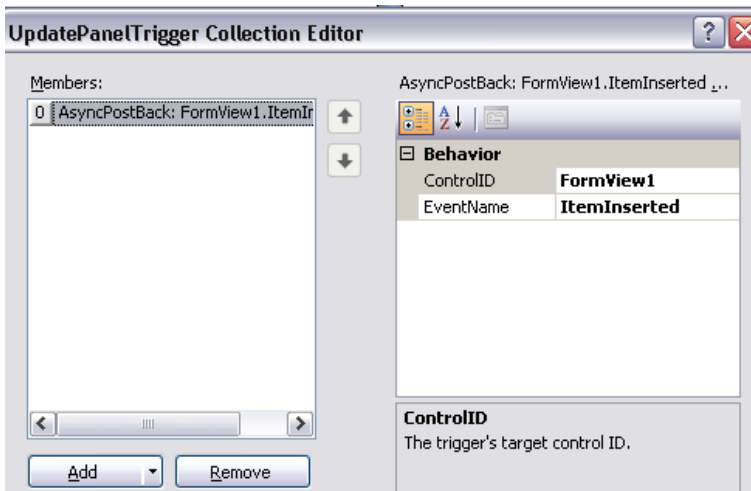 UpdatePanelTrigger Collection Editor
Members:
AsyncPostBack: FormView1.ItemInserted ...
0 AsyncPostBack: FormView1.ItemIr
Behavior
ControlID FormView1
EventName ItemInserted
ControlID
The trigger's target control ID.
Add Remove